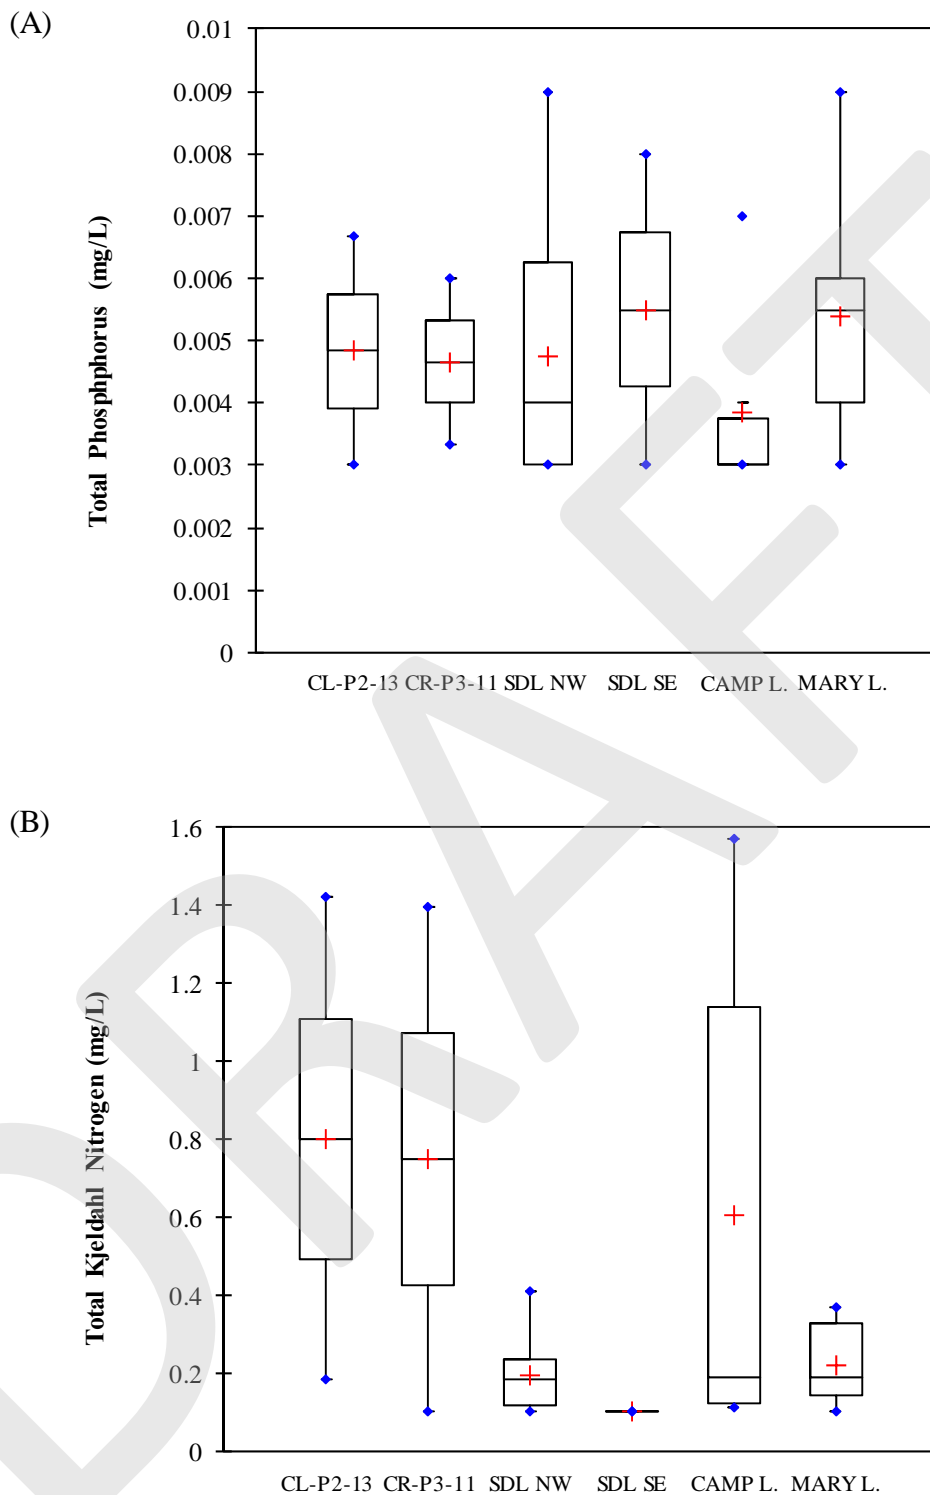 (A)
0.01
0.009
0.008
0.007
0.006
0.005
0.004
0.003
0.002
0.001
0
Total Phosphphorus (mg/L)
CL-P2-13 CR-P3-11 SDL NW SDL SE CAMP L. MARY L.
(B)
1.6
1.4
1.2
1
0.8
0.6
0.4
0.2
0
Total Kjeldahl Nitrogen (mg/L)
CL-P2-13 CR-P3-11 SDL NW SDL SE CAMP L. MARY L.
DRAFT